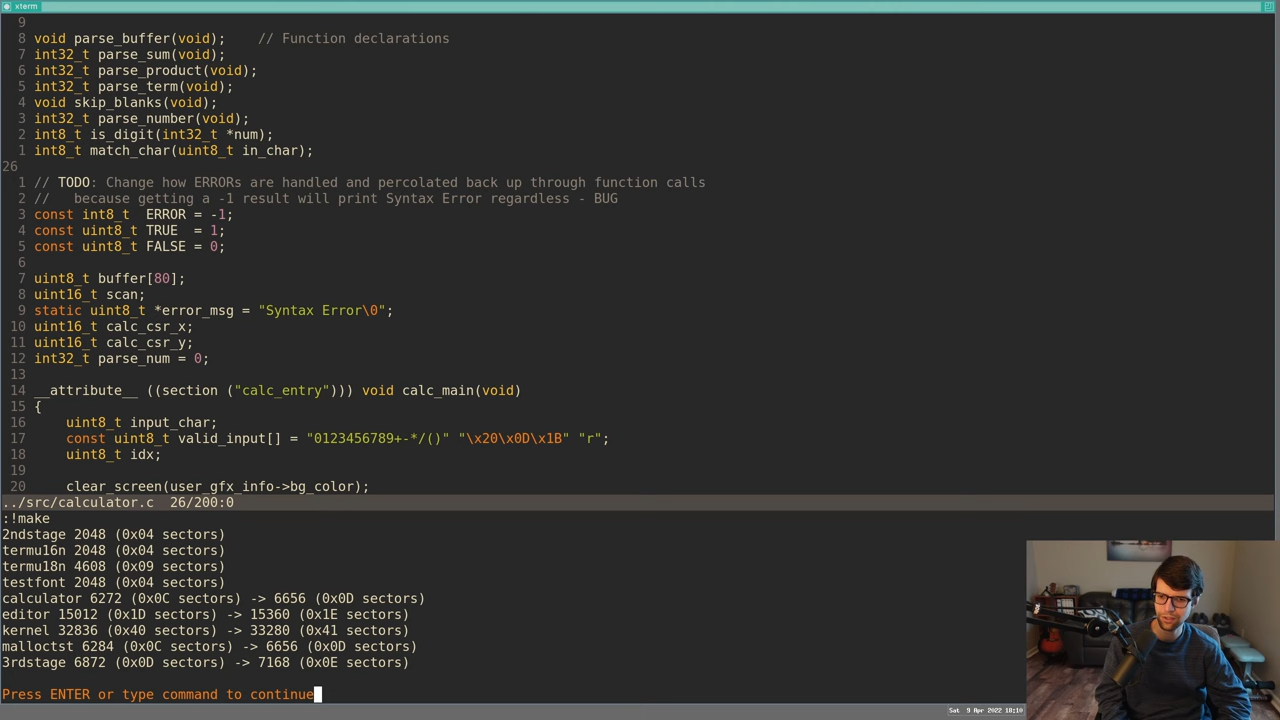 xterm
9
8 void parse_buffer(void);    // Function declarations
7 int32_t parse_sum(void);
6 int32_t parse_product(void);
5 int32_t parse_term(void);
4 void skip_blanks(void);
3 int32_t parse_number(void);
2 int8_t is_digit(int32_t *num);
1 int8_t match_char(uint8_t in_char);
26
1 // TODO: Change how ERRORs are handled and percolated back up through function calls
2 //   because getting a -1 result will print Syntax Error regardless - BUG
3 const int8_t  ERROR = -1;
4 const uint8_t TRUE  = 1;
5 const uint8_t FALSE = 0;
6
7 uint8_t buffer[80];
8 uint16_t scan;
9 static uint8_t *error_msg = "Syntax Error\0";
10 uint16_t calc_csr_x;
11 uint16_t calc_csr_y;
12 int32_t parse_num = 0;
13
14 __attribute__ ((section ("calc_entry"))) void calc_main(void)
15 {
16     uint8_t input_char;
17     const uint8_t valid_input[] = "0123456789+-*/()" "\x20\x0D\x1B" "r";
18     uint8_t idx;
19
20     clear_screen(user_gfx_info->bg_color);
../src/calculator.c  26/200:0
:!make
2ndstage 2048 (0x04 sectors)
termu16n 2048 (0x04 sectors)
termu18n 4608 (0x09 sectors)
testfont 2048 (0x04 sectors)
calculator 6272 (0x0C sectors) -> 6656 (0x0D sectors)
editor 15012 (0x1D sectors) -> 15360 (0x1E sectors)
kernel 32836 (0x40 sectors) -> 33280 (0x41 sectors)
malloctst 6284 (0x0C sectors) -> 6656 (0x0D sectors)
3rdstage 6872 (0x0D sectors) -> 7168 (0x0E sectors)
Press ENTER or type command to continue
Sat  9 Apr 2022 18:10